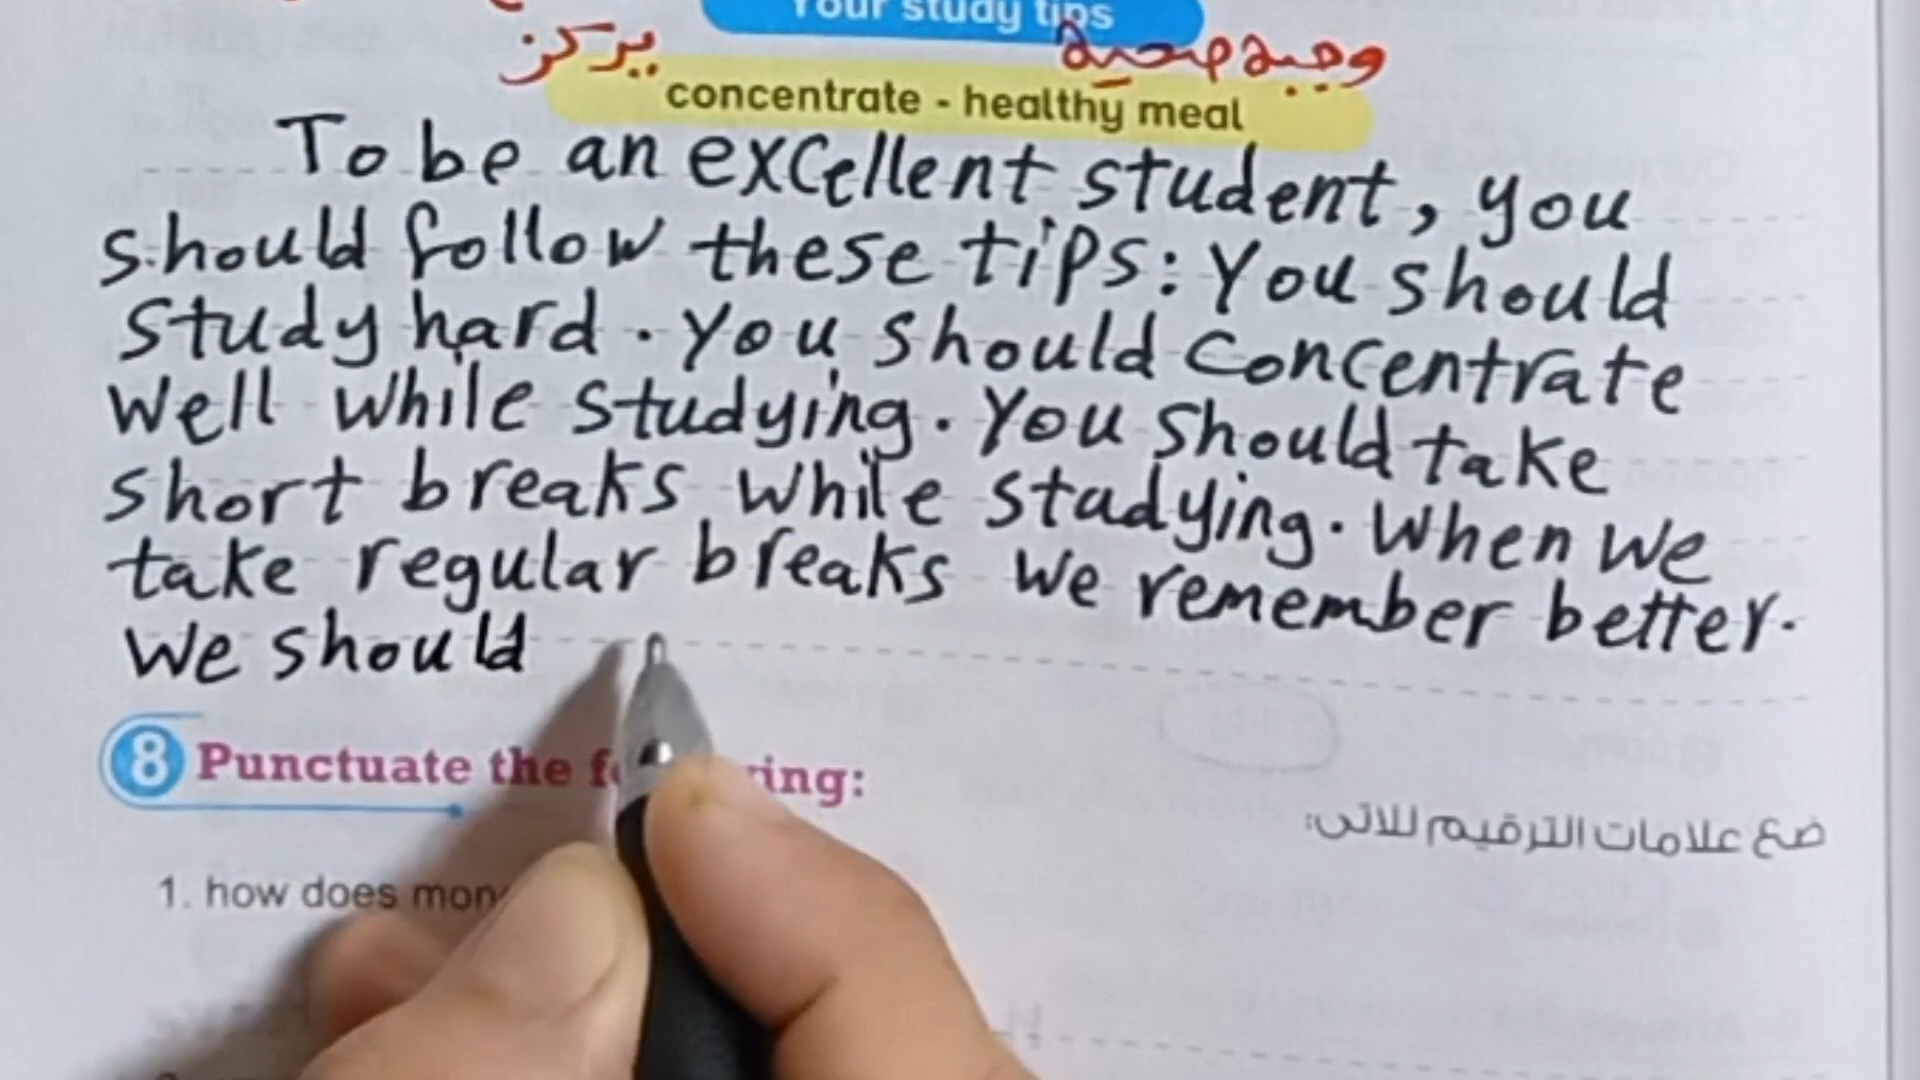 Your study tips
يركز وجبة صحية
concentrate - healthy meal
To be an excellent student, you
should follow these tips: You should
study hard. You should concentrate
well while studying. You should take
short breaks while studying. When we
take regular breaks we remember better.
We should
8 Punctuate the
ضع علامات الترقيم للآتى:
1. how does